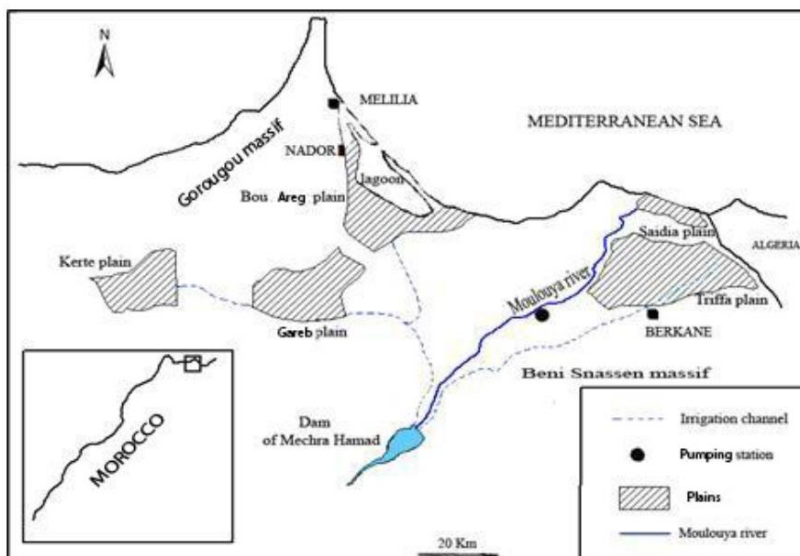 N
MELILIA
MEDITERRANEAN SEA
Gorougou massif
NADOR
lagoon
Bou Areg plain
Saidia plain
ALGERIA
Kerte plain
Moulouya river
Triffa plain
Gareb plain
BERKANE
Beni Snassen massif
Dam
of Mechra Hamad
MOROCCO
Irrigation channel
Pumping station
Plains
Moulouya river
20 Km